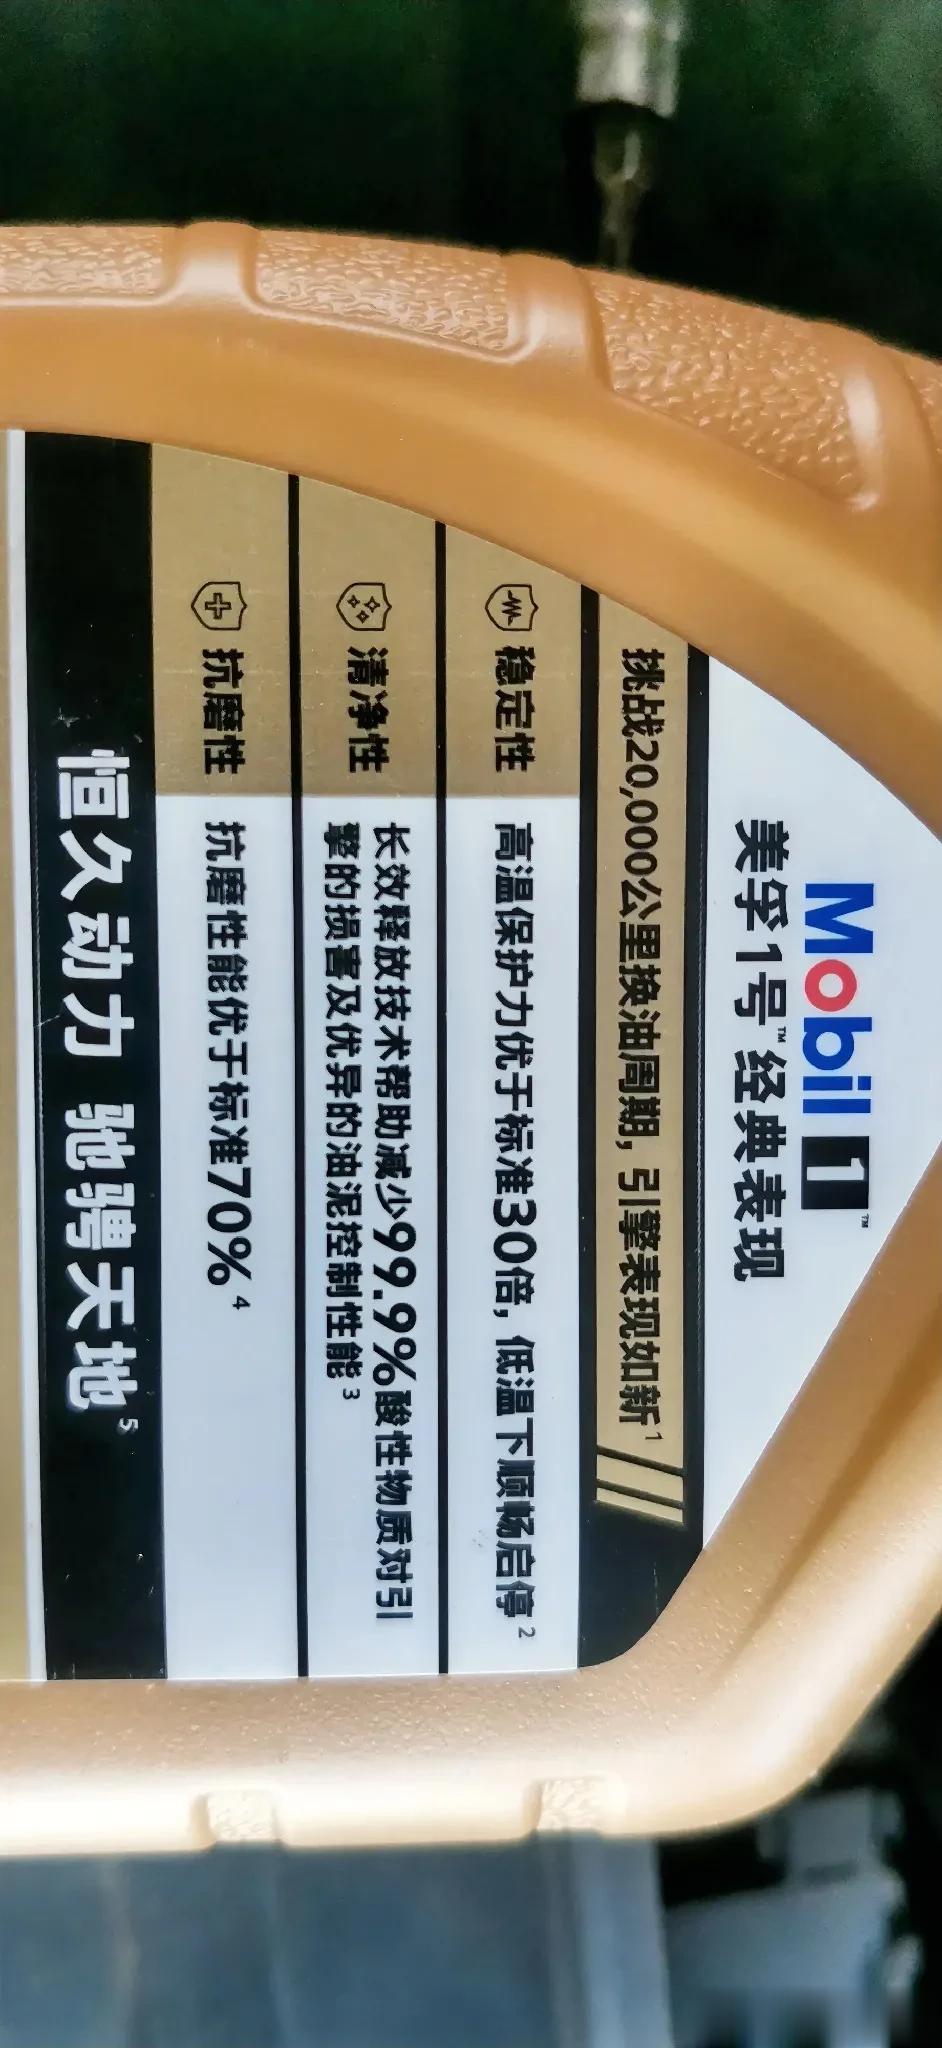 Mobil 1™
美孚1号™经典表现
挑战20,000公里换油周期，引擎表现如新1
稳定性
高温保护力优于标准30倍，低温下顺畅启停2
清净性
长效释放技术帮助减少99.9%酸性物质对引
擎的损害及优异的油泥控制性能3
抗磨性
抗磨性能优于标准70%4
恒久动力 驰骋天地5